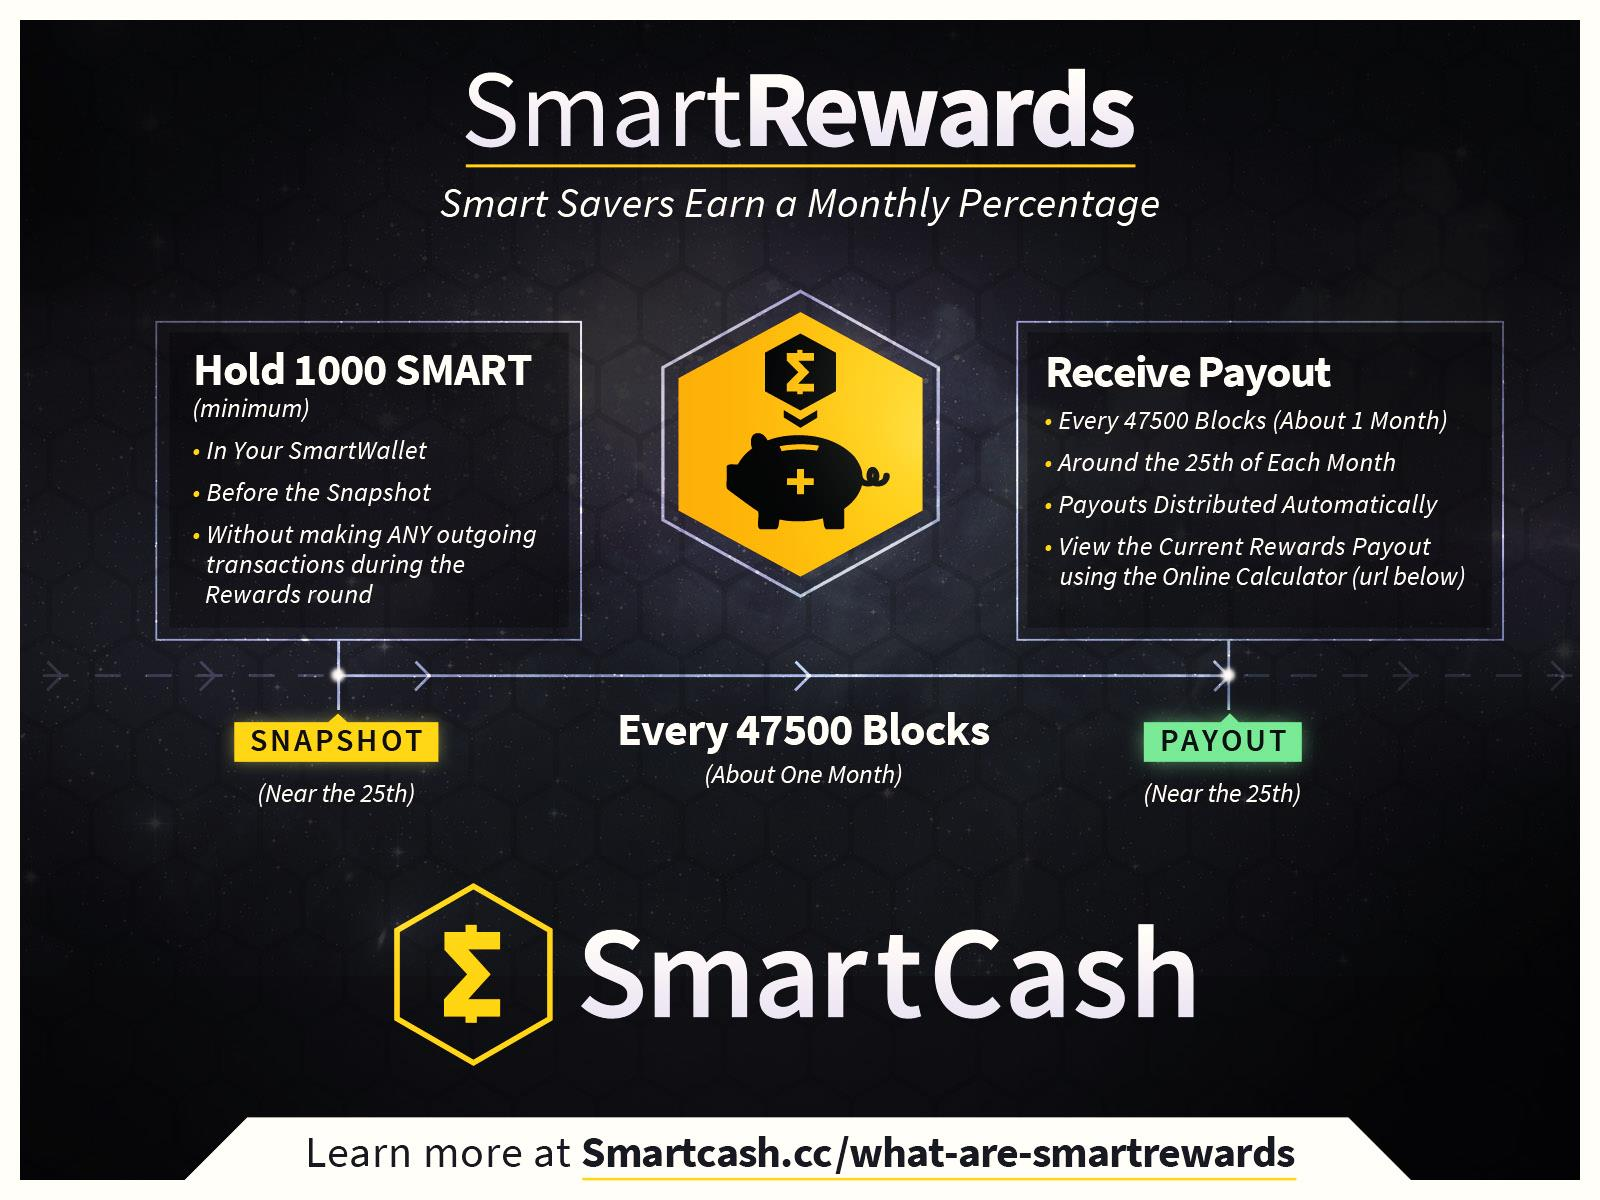 SmartRewards
Smart Savers Earn a Monthly Percentage
Hold 1000 SMART
(minimum)
• In Your SmartWallet
• Before the Snapshot
• Without making ANY outgoing
transactions during the
Rewards round
Receive Payout
• Every 47500 Blocks (About 1 Month)
• Around the 25th of Each Month
• Payouts Distributed Automatically
• View the Current Rewards Payout
using the Online Calculator (url below)
SNAPSHOT
(Near the 25th)
Every 47500 Blocks
(About One Month)
PAYOUT
(Near the 25th)
SmartCash
Learn more at Smartcash.cc/what-are-smartrewards